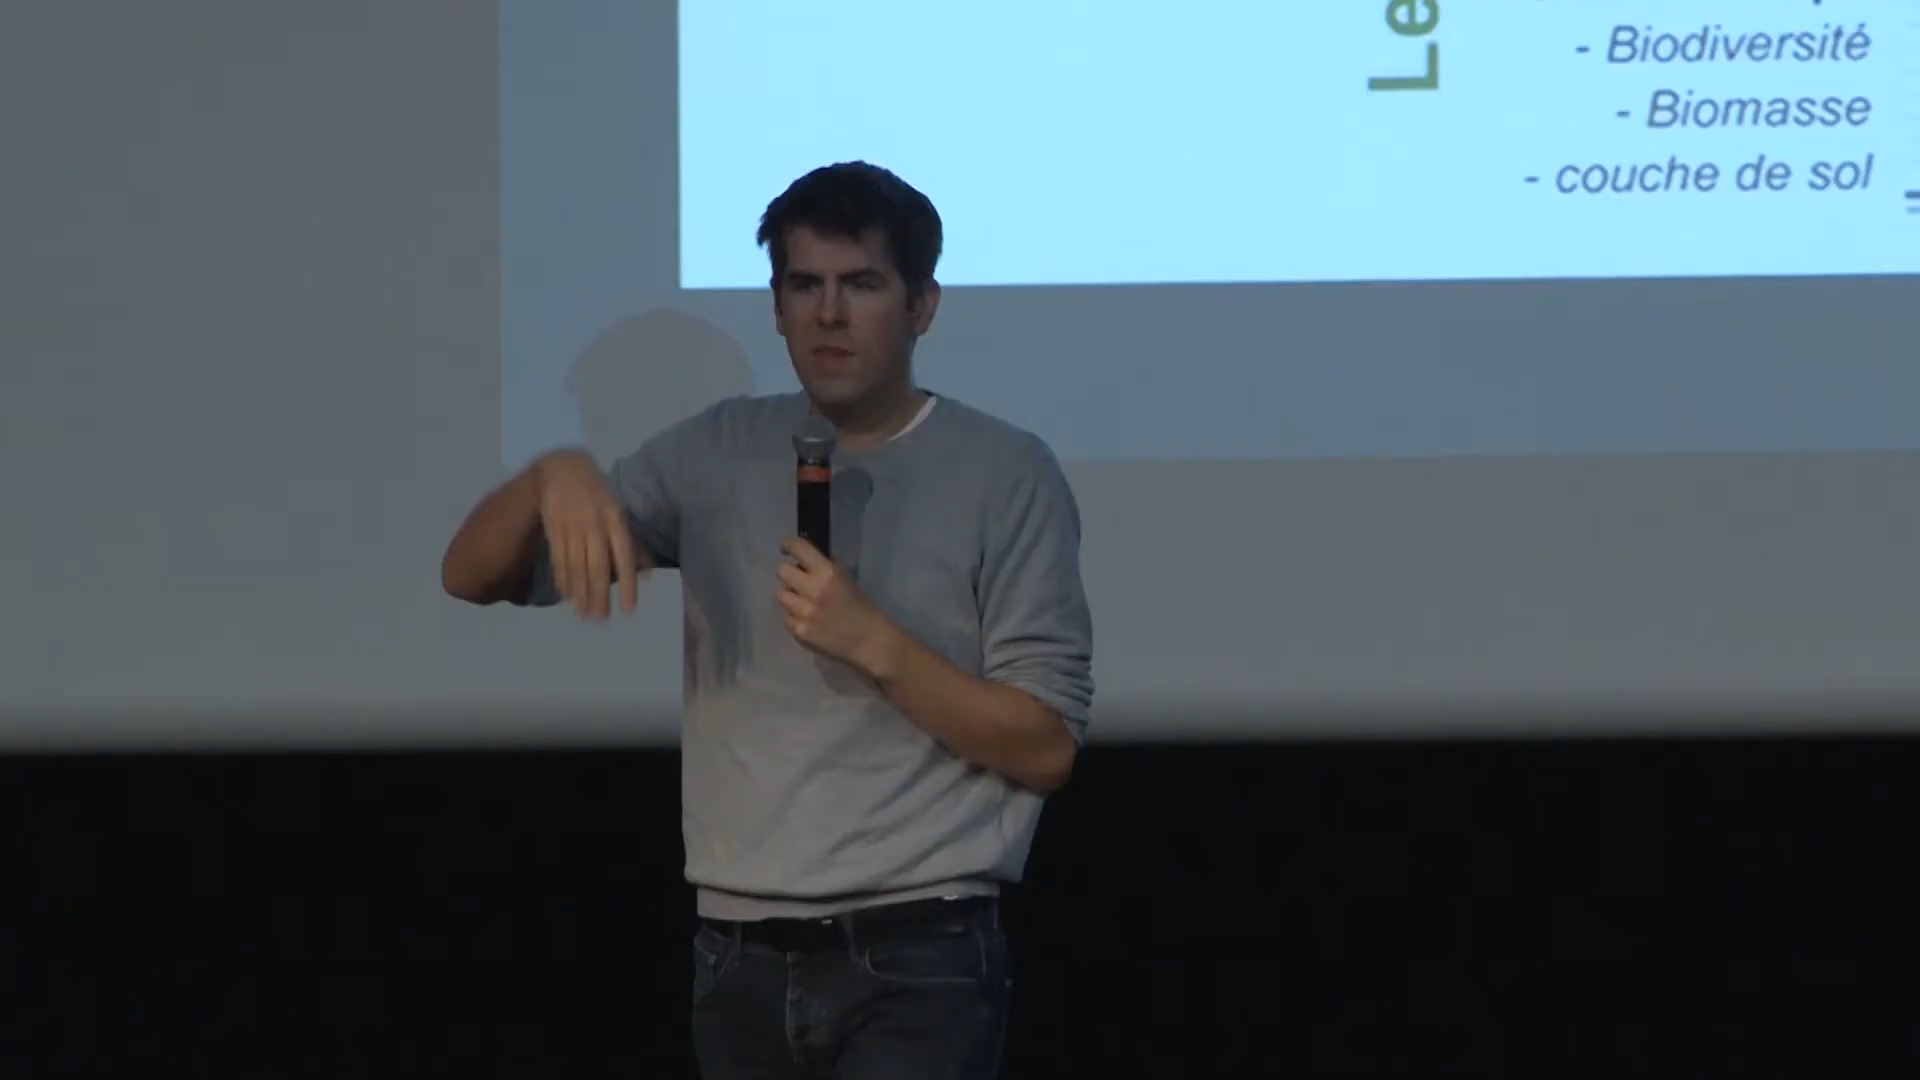 Le
- Biodiversité
- Biomasse
- couche de sol